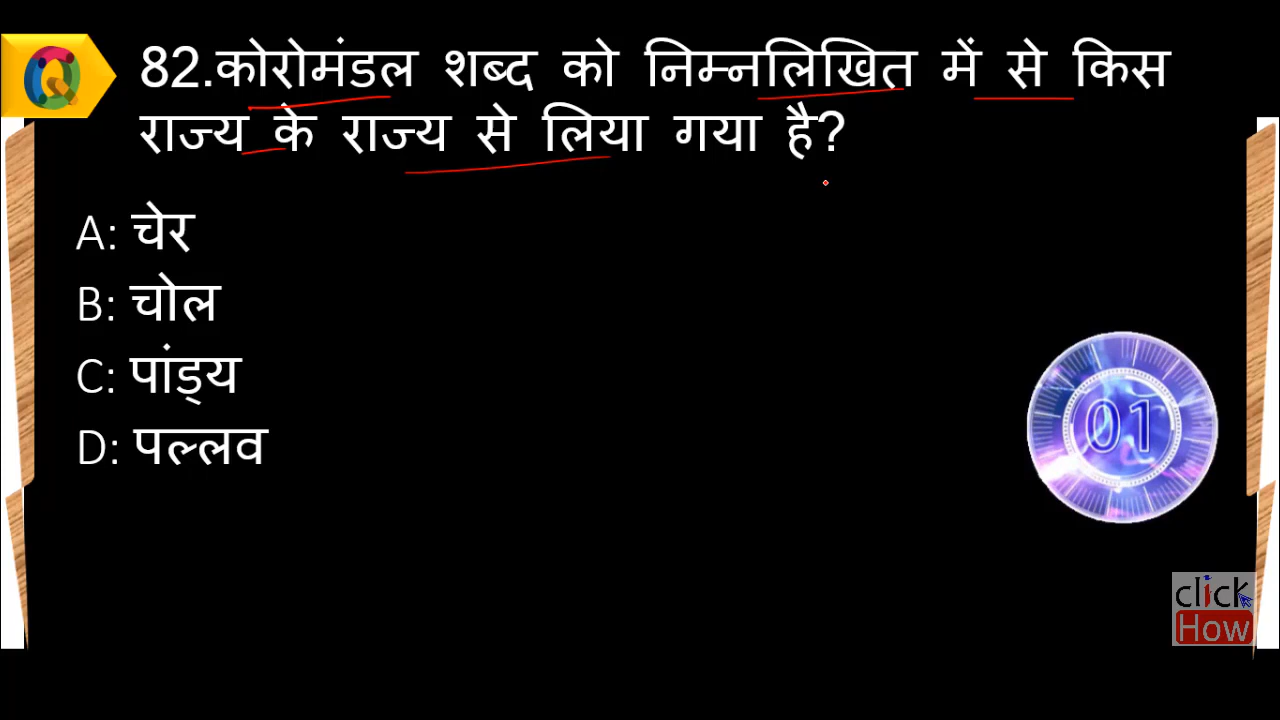 82.कोरोमंडल शब्द को निम्नलिखित में से किस
राज्य के राज्य से लिया गया है?
A: चेर
B: चोल
C: पांड्य
D: पल्लव
01
click
How